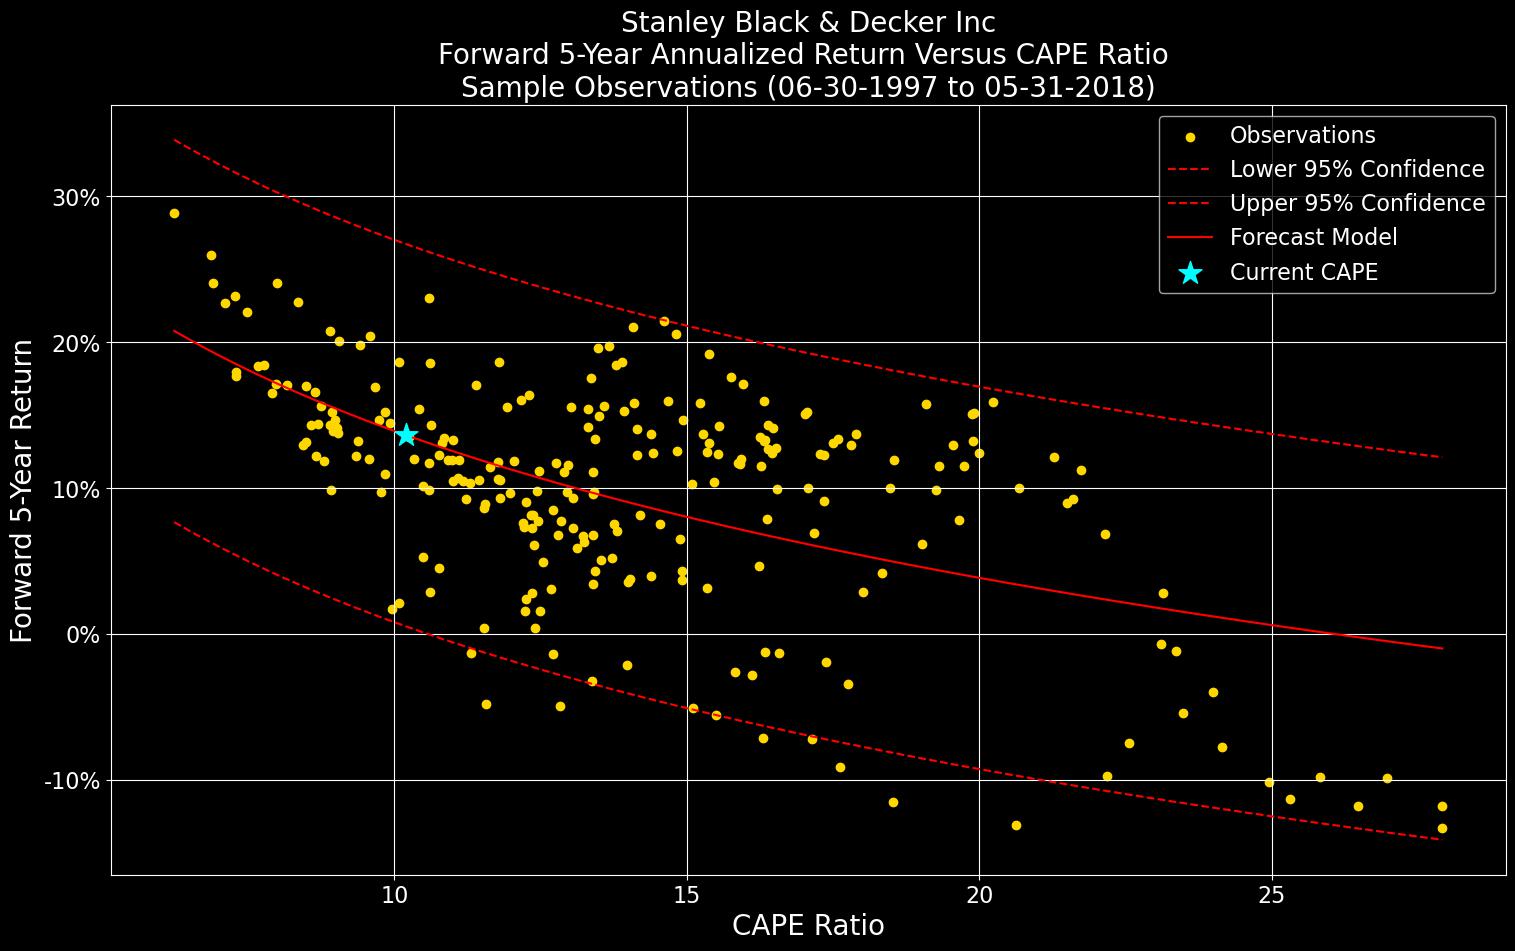 Stanley Black & Decker Inc
Forward 5-Year Annualized Return Versus CAPE Ratio
Sample Observations (06-30-1997 to 05-31-2018)
Observations
Lower 95% Confidence
Upper 95% Confidence
Forecast Model
Current CAPE
Forward 5-Year Return
30%
20%
10%
0%
-10%
10 15 20 25
CAPE Ratio